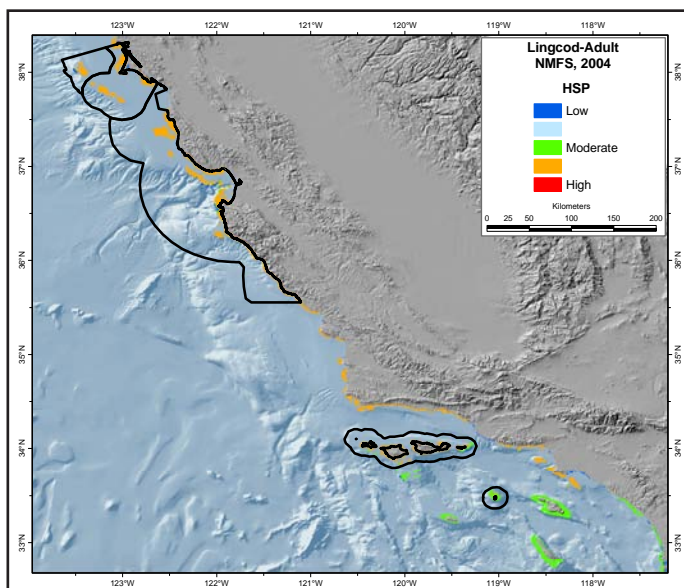 123°W 122°W 121°W 120°W 119°W 118°W
Lingcod-Adult
NMFS, 2004
HSP
Low
Moderate
High
Kilometers
0 25 50 100 150 200
38°N 38°N
37°N 37°N
36°N 36°N
35°N 35°N
34°N 34°N
33°N 33°N
123°W 122°W 121°W 120°W 119°W 118°W